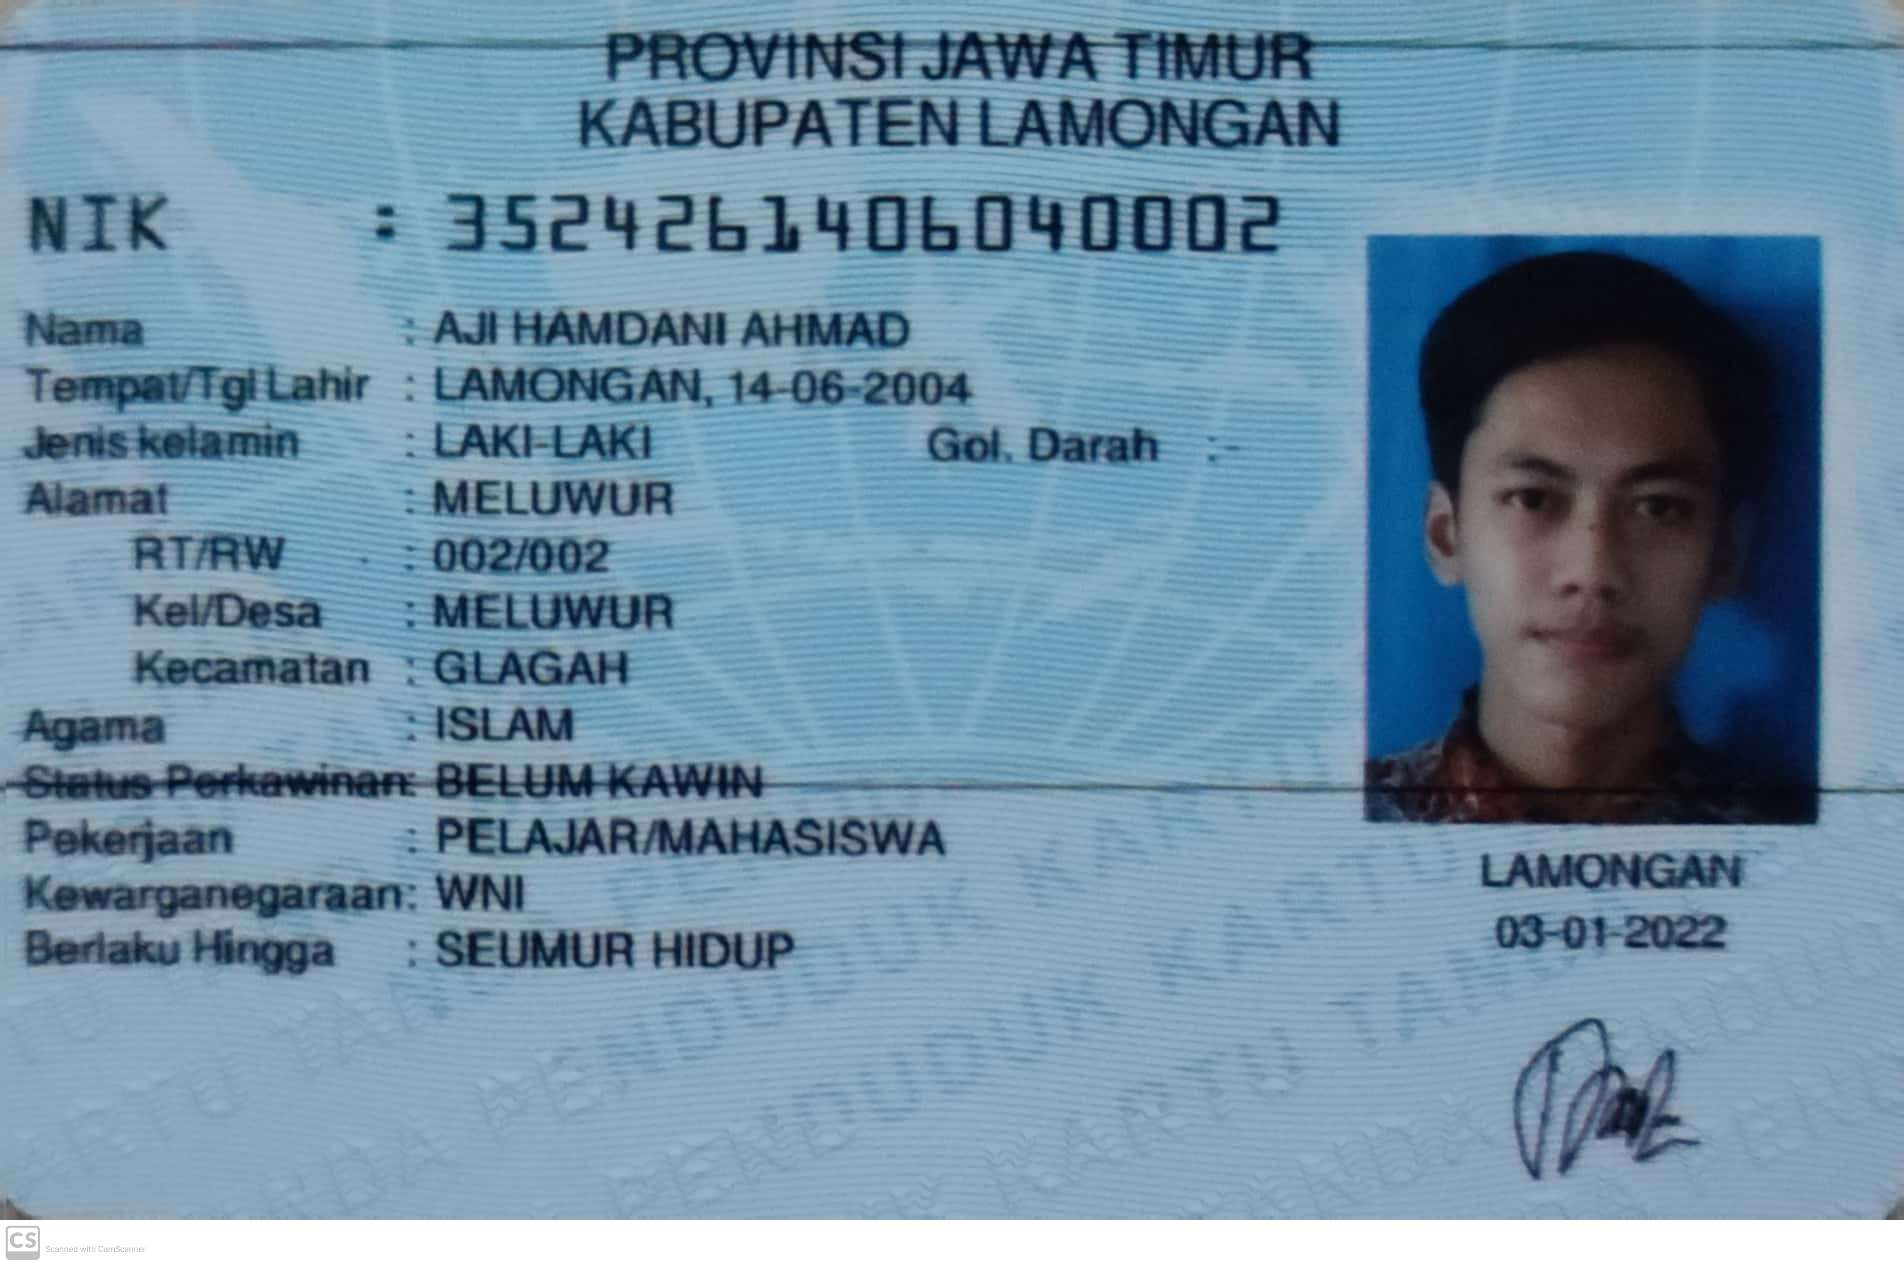 PROVINSI JAWA TIMUR
KABUPATEN LAMONGAN
NIK : 3524261406040002
Nama : AJI HAMDANI AHMAD
Tempat/Tgl Lahir : LAMONGAN, 14-06-2004
Jenis kelamin : LAKI-LAKI Gol. Darah :-
Alamat : MELUWUR
RT/RW : 002/002
Kel/Desa : MELUWUR
Kecamatan : GLAGAH
Agama : ISLAM
Status Perkawinan: BELUM KAWIN
Pekerjaan : PELAJAR/MAHASISWA
Kewarganegaraan: WNI
Berlaku Hingga : SEUMUR HIDUP
LAMONGAN
03-01-2022
CS Scanned with CamScanner